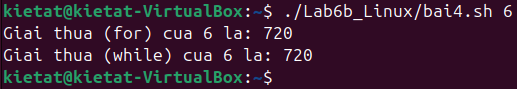 kietat@kietat-VirtualBox:~$ ./Lab6b_Linux/bai4.sh 6
Giai thua (for) cua 6 la: 720
Giai thua (while) cua 6 la: 720
kietat@kietat-VirtualBox:~$